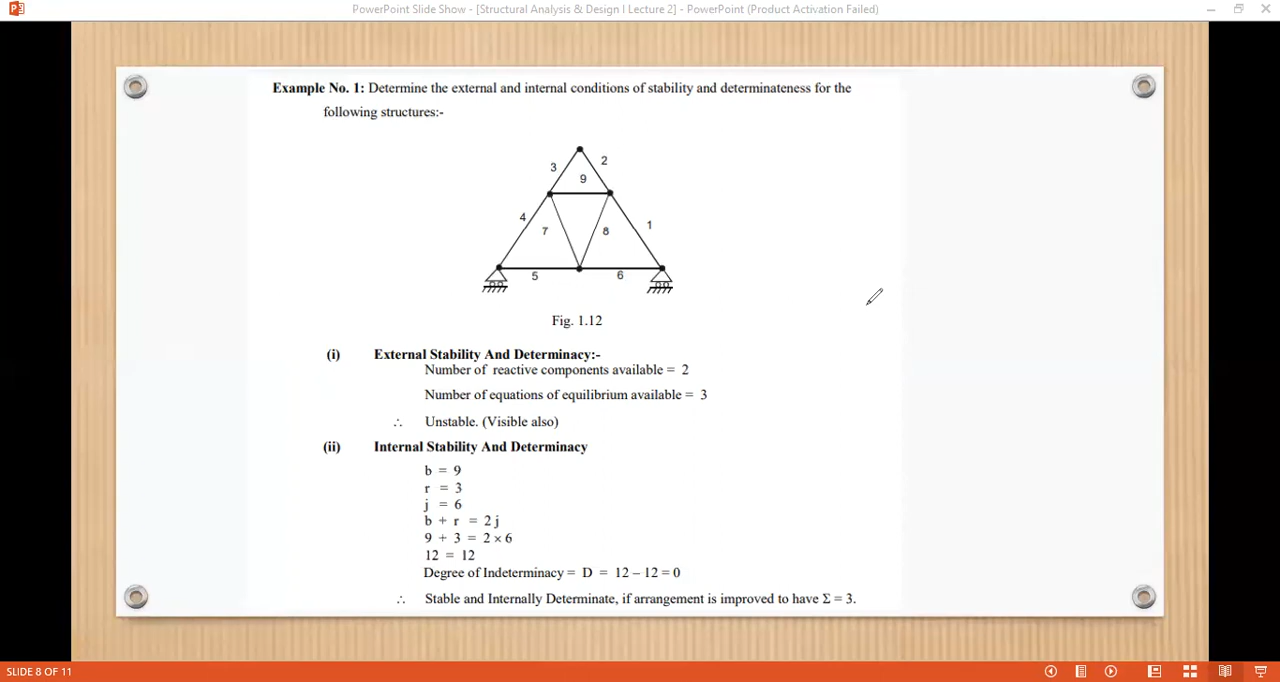 PowerPoint Slide Show - [Structural Analysis & Design I Lecture 2] - PowerPoint (Product Activation Failed)
Example No. 1: Determine the external and internal conditions of stability and determinateness for the
following structures:-
3
2
9
4
1
7
8
5
6
Fig. 1.12
(i) External Stability And Determinacy:-
Number of reactive components available = 2
Number of equations of equilibrium available = 3
∴ Unstable. (Visible also)
(ii) Internal Stability And Determinacy
b = 9
r = 3
j = 6
b + r = 2 j
9 + 3 = 2 × 6
12 = 12
Degree of Indeterminacy = D = 12 – 12 = 0
∴ Stable and Internally Determinate, if arrangement is improved to have Σ = 3.
SLIDE 8 OF 11